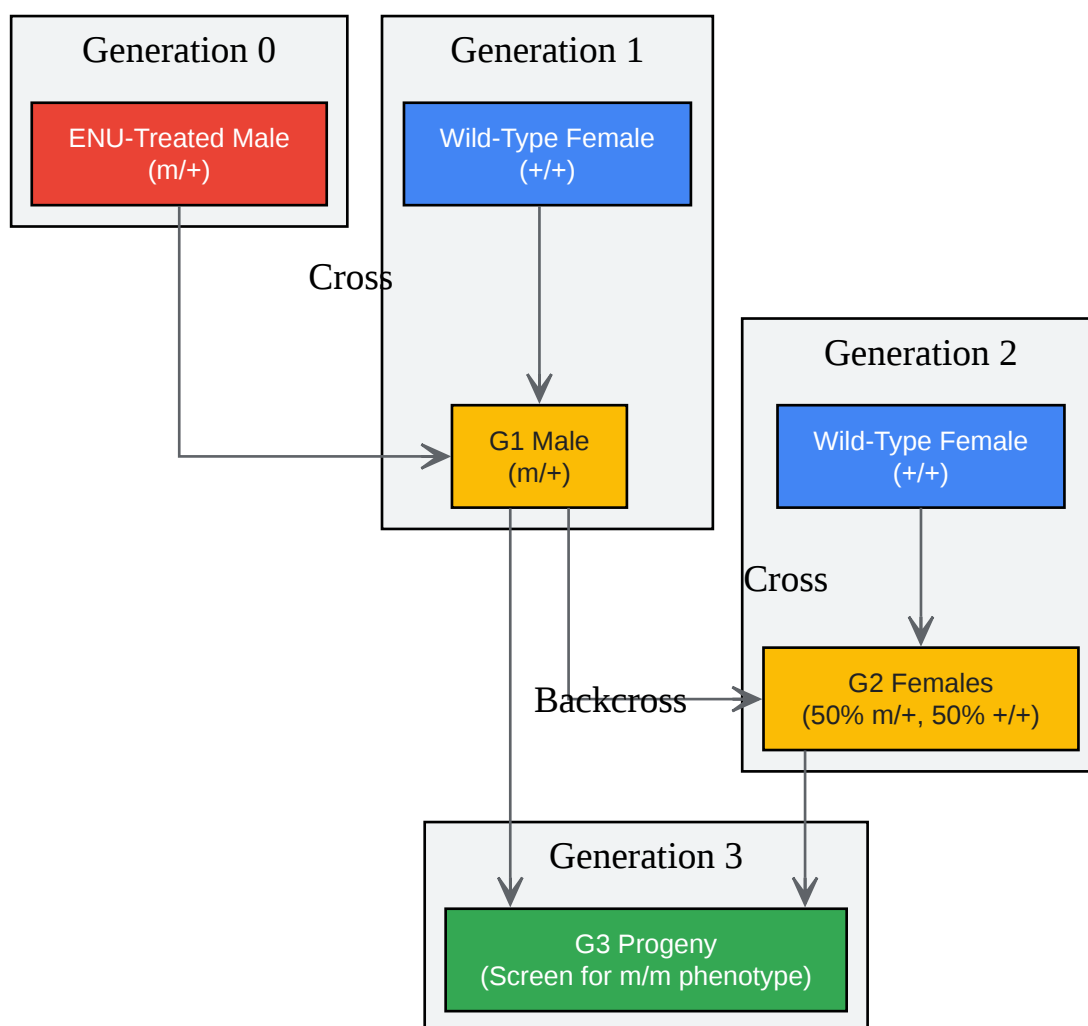 Generation 0
ENU-Treated Male
(m/+)
Generation 1
Wild-Type Female
(+/+)
Cross
G1 Male
(m/+)
Generation 2
Wild-Type Female
(+/+)
Cross
G2 Females
(50% m/+, 50% +/+)
Backcross
Generation 3
G3 Progeny
(Screen for m/m phenotype)